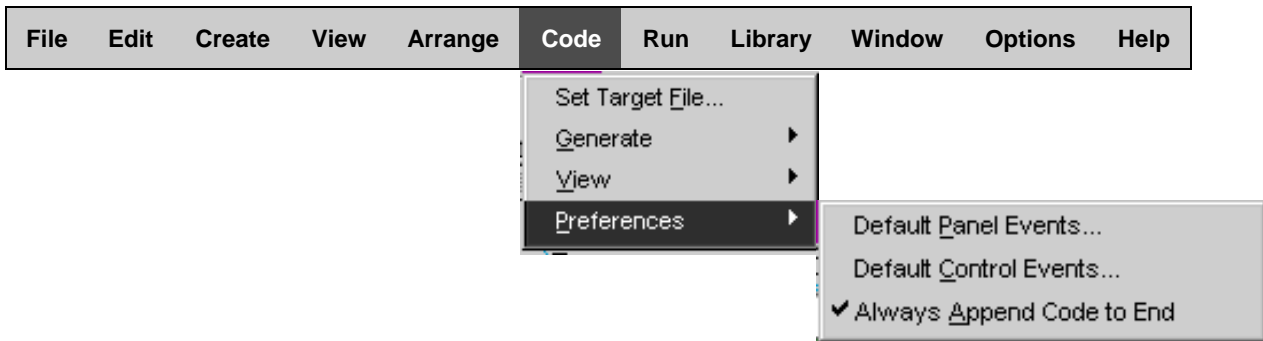 File Edit Create View Arrange Code Run Library Window Options Help
Set Target File...
Generate
View
Preferences
Default Panel Events...
Default Control Events...
Always Append Code to End